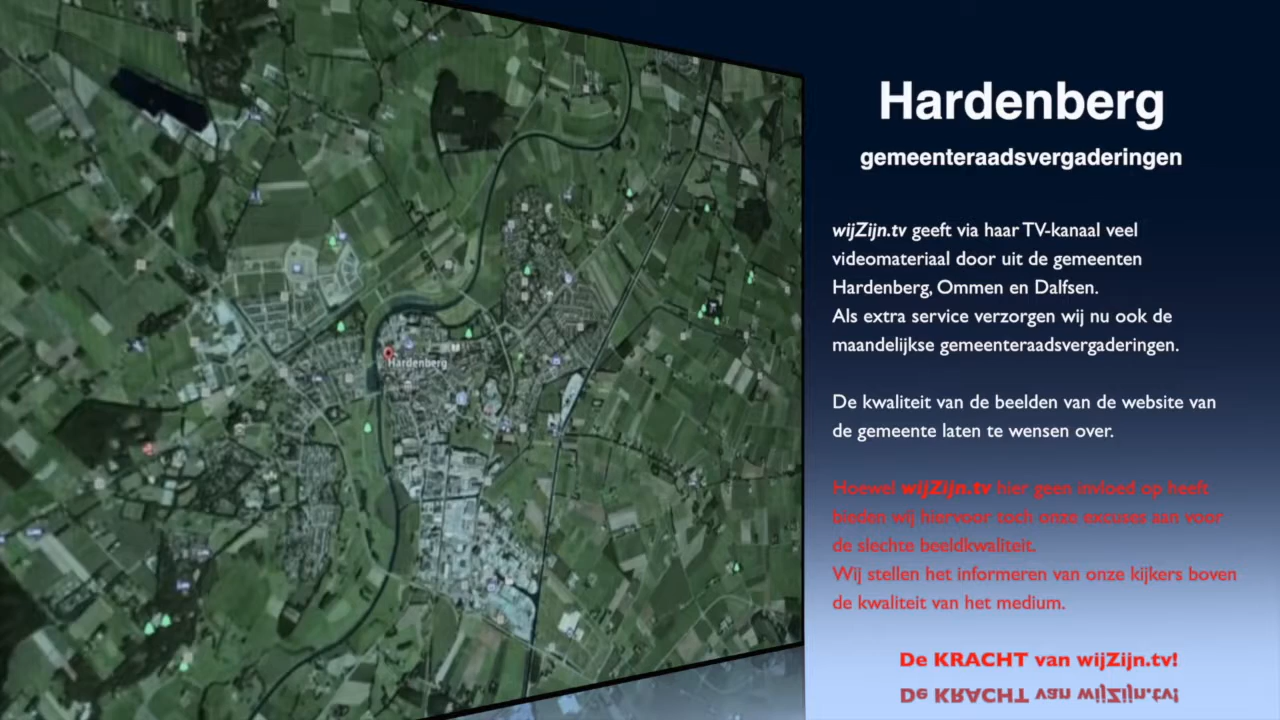 Hardenberg
gemeenteraadsvergaderingen
wijZijn.tv geeft via haar TV-kanaal veel
videomateriaal door uit de gemeenten
Hardenberg, Ommen en Dalfsen.
Als extra service verzorgen wij nu ook de
maandelijkse gemeenteraadsvergaderingen.
De kwaliteit van de beelden van de website van
de gemeente laten te wensen over.
Hoewel wijZijn.tv hier geen invloed op heeft
bieden wij hiervoor toch onze excuses aan voor
de slechte beeldkwaliteit.
Wij stellen het informeren van onze kijkers boven
de kwaliteit van het medium.
De KRACHT van wijZijn.tv!
Hardenberg